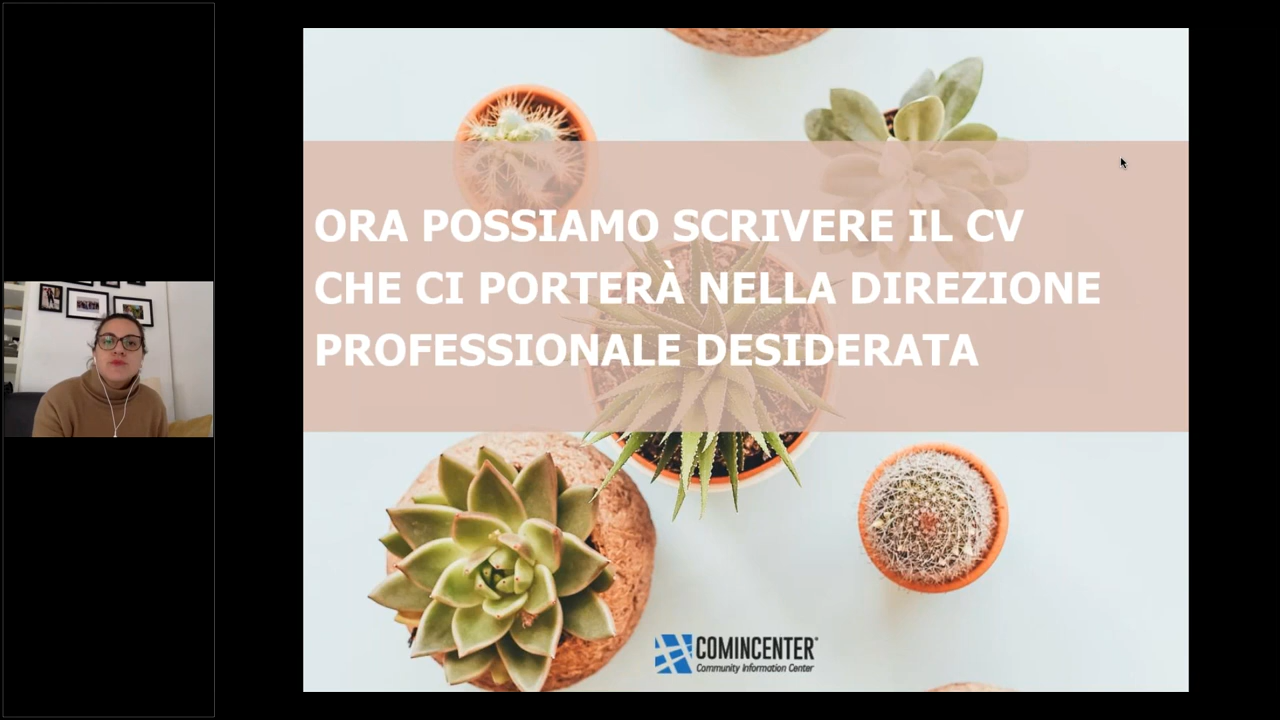 ORA POSSIAMO SCRIVERE IL CV
CHE CI PORTERÀ NELLA DIREZIONE
PROFESSIONALE DESIDERATA
COMINCENTER®
Community Information Center